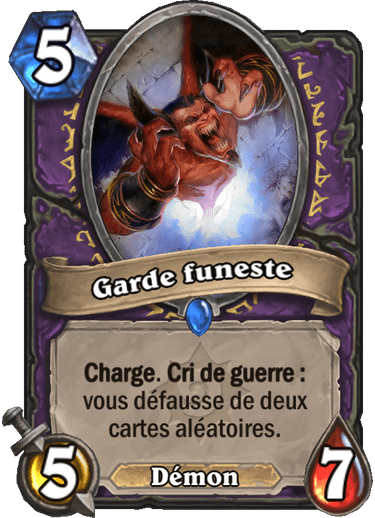 5
Garde funeste
Charge. Cri de guerre :
vous défausse de deux
cartes aléatoires.
5
Démon
7